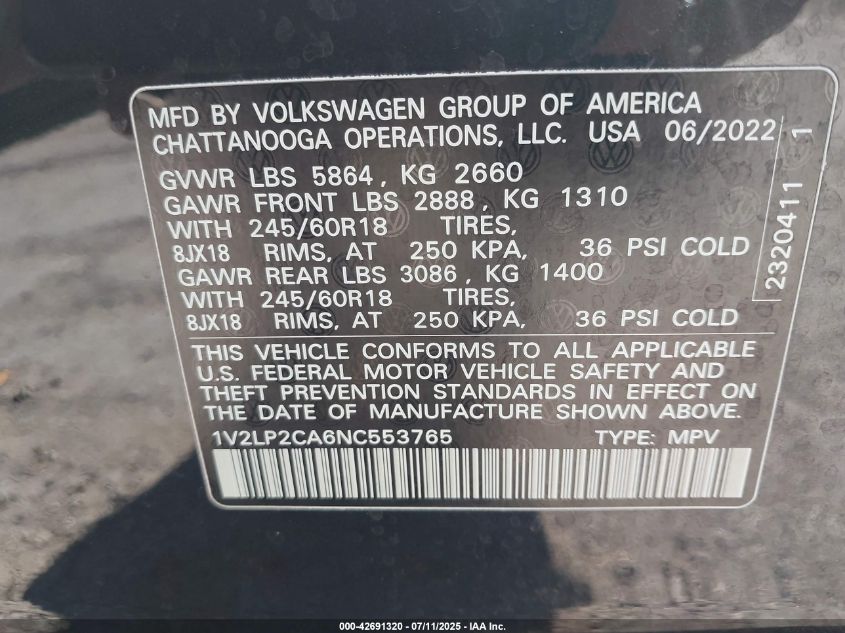 MFD BY VOLKSWAGEN GROUP OF AMERICA
CHATTANOOGA OPERATIONS, LLC. USA 06/2022
GVWR LBS 5864, KG 2660
GAWR FRONT LBS 2888, KG 1310
WITH 245/60R18 TIRES,
8JX18 RIMS, AT 250 KPA, 36 PSI COLD
GAWR REAR LBS 3086, KG 1400
WITH 245/60R18 TIRES,
8JX18 RIMS, AT 250 KPA, 36 PSI COLD
2320411 1
THIS VEHICLE CONFORMS TO ALL APPLICABLE
U.S. FEDERAL MOTOR VEHICLE SAFETY AND
THEFT PREVENTION STANDARDS IN EFFECT ON
THE DATE OF MANUFACTURE SHOWN ABOVE.
1V2LP2CA6NC553765 TYPE: MPV
000-42691320 - 07/11/2025 - IAA Inc.